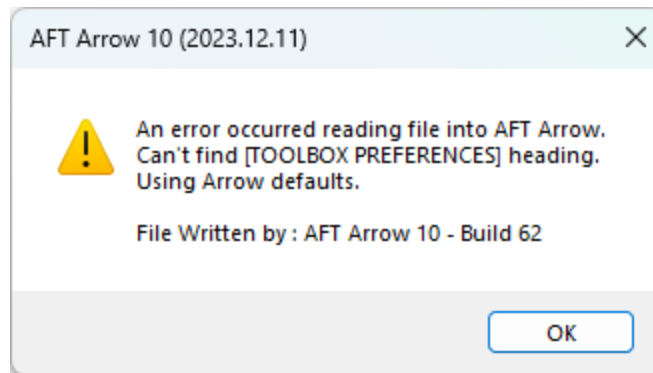 AFT Arrow 10 (2023.12.11)
An error occurred reading file into AFT Arrow.
Can't find [TOOLBOX PREFERENCES] heading.
Using Arrow defaults.
File Written by : AFT Arrow 10 - Build 62
OK